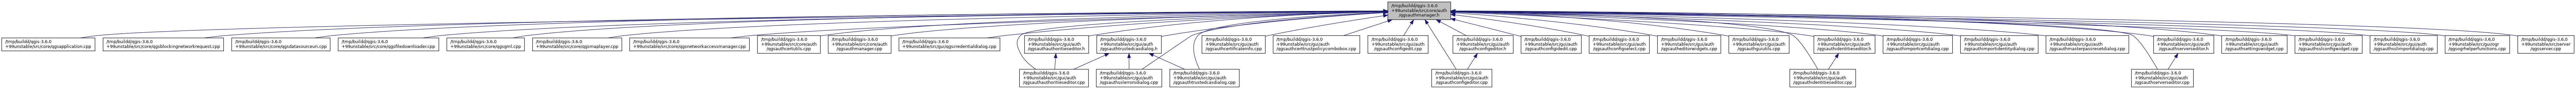 /tmp/buildd/qgis-3.6.0
+99unstable/src/core/auth
/qgsauthmanager.h
/tmp/buildd/qgis-3.6.0
+99unstable/src/core/qgsapplication.cpp
/tmp/buildd/qgis-3.6.0
+99unstable/src/core/qgsblockingnetworkrequest.cpp
/tmp/buildd/qgis-3.6.0
+99unstable/src/core/qgsdatasourceuri.cpp
/tmp/buildd/qgis-3.6.0
+99unstable/src/core/qgsfiledownloader.cpp
/tmp/buildd/qgis-3.6.0
+99unstable/src/core/qgsgml.cpp
/tmp/buildd/qgis-3.6.0
+99unstable/src/core/qgsmaplayer.cpp
/tmp/buildd/qgis-3.6.0
+99unstable/src/core/qgsnetworkaccessmanager.cpp
/tmp/buildd/qgis-3.6.0
+99unstable/src/core/auth
/qgsauthcertutils.cpp
/tmp/buildd/qgis-3.6.0
+99unstable/src/core/auth
/qgsauthmanager.cpp
/tmp/buildd/qgis-3.6.0
+99unstable/src/gui/qgscredentialdialog.cpp
/tmp/buildd/qgis-3.6.0
+99unstable/src/gui/auth
/qgsauthauthoritieseditor.h
/tmp/buildd/qgis-3.6.0
+99unstable/src/gui/auth
/qgsauthtrustedcasdialog.h
/tmp/buildd/qgis-3.6.0
+99unstable/src/gui/auth
/qgsauthcertificateinfo.cpp
/tmp/buildd/qgis-3.6.0
+99unstable/src/gui/auth
/qgsauthcerttrustpolicycombobox.cpp
/tmp/buildd/qgis-3.6.0
+99unstable/src/gui/auth
/qgsauthconfigedit.cpp
/tmp/buildd/qgis-3.6.0
+99unstable/src/gui/auth
/qgsauthconfigeditor.h
/tmp/buildd/qgis-3.6.0
+99unstable/src/gui/auth
/qgsauthconfigidedit.cpp
/tmp/buildd/qgis-3.6.0
+99unstable/src/gui/auth
/qgsauthconfigselect.cpp
/tmp/buildd/qgis-3.6.0
+99unstable/src/gui/auth
/qgsautheditorwidgets.cpp
/tmp/buildd/qgis-3.6.0
+99unstable/src/gui/auth
/qgsauthguiutils.cpp
/tmp/buildd/qgis-3.6.0
+99unstable/src/gui/auth
/qgsauthidentitieseditor.h
/tmp/buildd/qgis-3.6.0
+99unstable/src/gui/auth
/qgsauthimportcertdialog.cpp
/tmp/buildd/qgis-3.6.0
+99unstable/src/gui/auth
/qgsauthimportidentitydialog.cpp
/tmp/buildd/qgis-3.6.0
+99unstable/src/gui/auth
/qgsauthmasterpassresetdialog.cpp
/tmp/buildd/qgis-3.6.0
+99unstable/src/gui/auth
/qgsauthserverseditor.h
/tmp/buildd/qgis-3.6.0
+99unstable/src/gui/auth
/qgsauthsettingswidget.cpp
/tmp/buildd/qgis-3.6.0
+99unstable/src/gui/auth
/qgsauthsslconfigwidget.cpp
/tmp/buildd/qgis-3.6.0
+99unstable/src/gui/auth
/qgsauthsslimportdialog.cpp
/tmp/buildd/qgis-3.6.0
+99unstable/src/gui/ogr
/qgsogrhelperfunctions.cpp
/tmp/buildd/qgis-3.6.0
+99unstable/src/server
/qgsserver.cpp
/tmp/buildd/qgis-3.6.0
+99unstable/src/gui/auth
/qgsauthauthoritieseditor.cpp
/tmp/buildd/qgis-3.6.0
+99unstable/src/gui/auth
/qgsauthsslerrorsdialog.cpp
/tmp/buildd/qgis-3.6.0
+99unstable/src/gui/auth
/qgsauthtrustedcasdialog.cpp
/tmp/buildd/qgis-3.6.0
+99unstable/src/gui/auth
/qgsauthconfigeditor.cpp
/tmp/buildd/qgis-3.6.0
+99unstable/src/gui/auth
/qgsauthidentitieseditor.cpp
/tmp/buildd/qgis-3.6.0
+99unstable/src/gui/auth
/qgsauthserverseditor.cpp